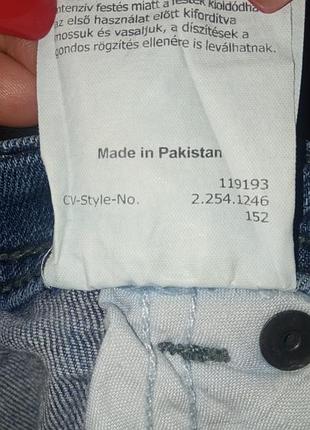 intenzív festés miatt a festék kioldódha
az első használat előtt kifordítva
mossuk és vasaljuk, a díszítések a
gondos rögzítés ellenére is leválhatnak.
Made in Pakistan
119193
CV-Style-No. 2.254.1246
152